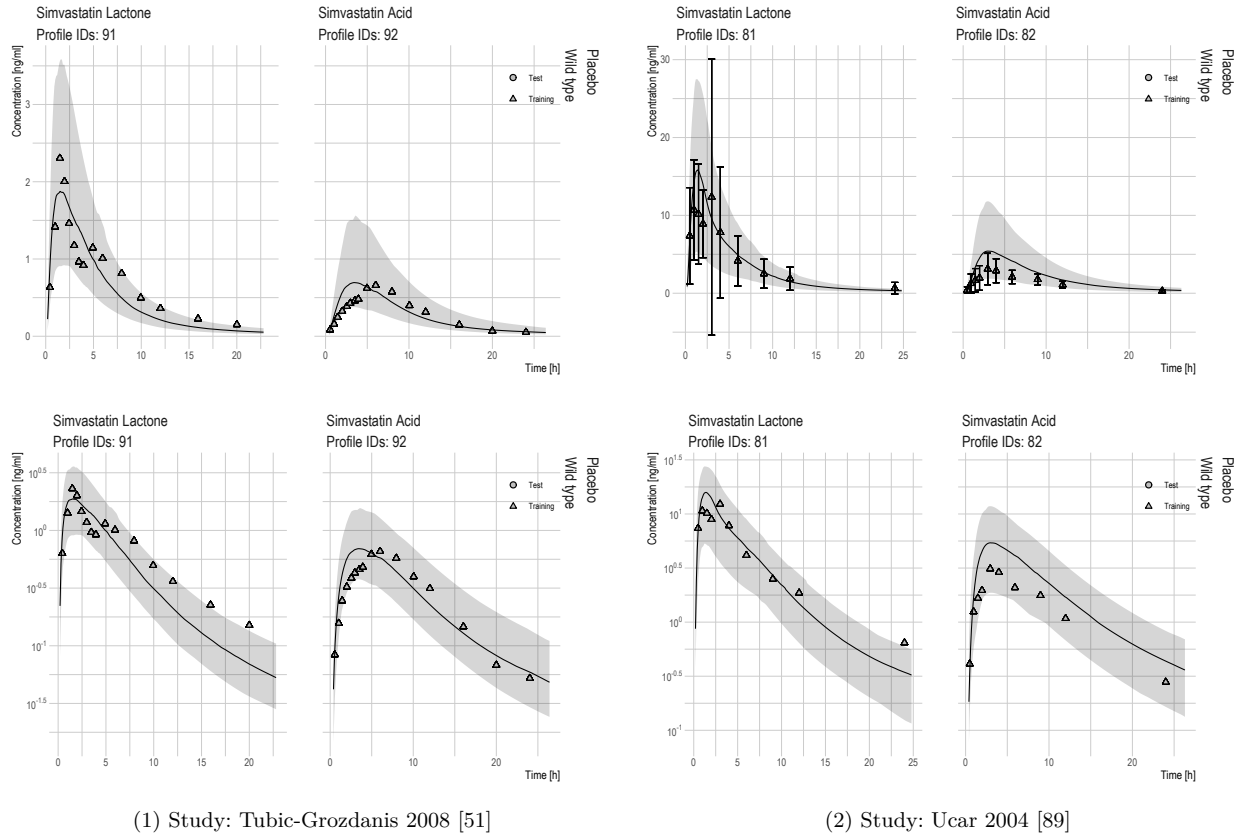 Simvastatin Lactone
Profile IDs: 91
Simvastatin Acid
Profile IDs: 92
Placebo
Wild type
Concentration [ng/ml]
Test
Training
3
2
1
0
0 5 10 15 20
0 5 10 15 20 25
Time [h]
Simvastatin Lactone
Profile IDs: 81
Simvastatin Acid
Profile IDs: 82
Placebo
Wild type
Concentration [ng/ml]
Test
Training
30
20
10
0
0 5 10 15 20 25
0 10 20
Time [h]
Simvastatin Lactone
Profile IDs: 91
Simvastatin Acid
Profile IDs: 92
Placebo
Wild type
Concentration [ng/ml]
Test
Training
10^0.5
10^0
10^-0.5
10^-1
10^-1.5
0 5 10 15 20
0 10 20
Time [h]
Simvastatin Lactone
Profile IDs: 81
Simvastatin Acid
Profile IDs: 82
Placebo
Wild type
Concentration [ng/ml]
Test
Training
10^1.5
10^1
10^0.5
10^0
10^-0.5
10^-1
0 5 10 15 20 25
0 10 20
Time [h]
(1) Study: Tubic-Grozdanis 2008 [51]
(2) Study: Ucar 2004 [89]